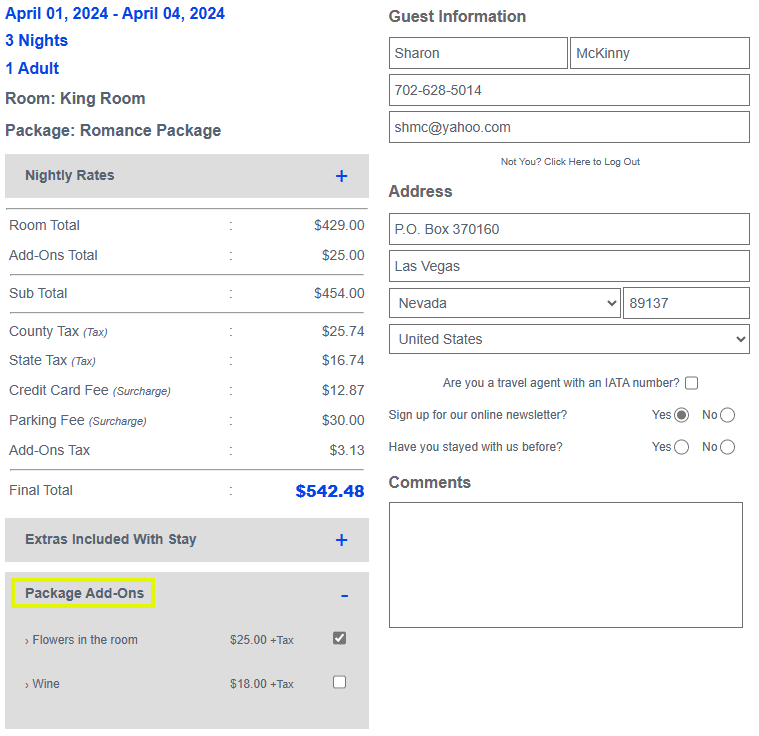 April 01, 2024 - April 04, 2024
3 Nights
1 Adult
Room: King Room
Package: Romance Package
Nightly Rates +
Room Total : $429.00
Add-Ons Total : $25.00
Sub Total : $454.00
County Tax (Tax) : $25.74
State Tax (Tax) : $16.74
Credit Card Fee (Surcharge) : $12.87
Parking Fee (Surcharge) : $30.00
Add-Ons Tax : $3.13
Final Total : $542.48
Extras Included With Stay +
Package Add-Ons -
› Flowers in the room $25.00 +Tax
› Wine $18.00 +Tax
Guest Information
Sharon McKinny
702-628-5014
shmc@yahoo.com
Not You? Click Here to Log Out
Address
P.O. Box 370160
Las Vegas
Nevada 89137
United States
Are you a travel agent with an IATA number?
Sign up for our online newsletter? Yes No
Have you stayed with us before? Yes No
Comments